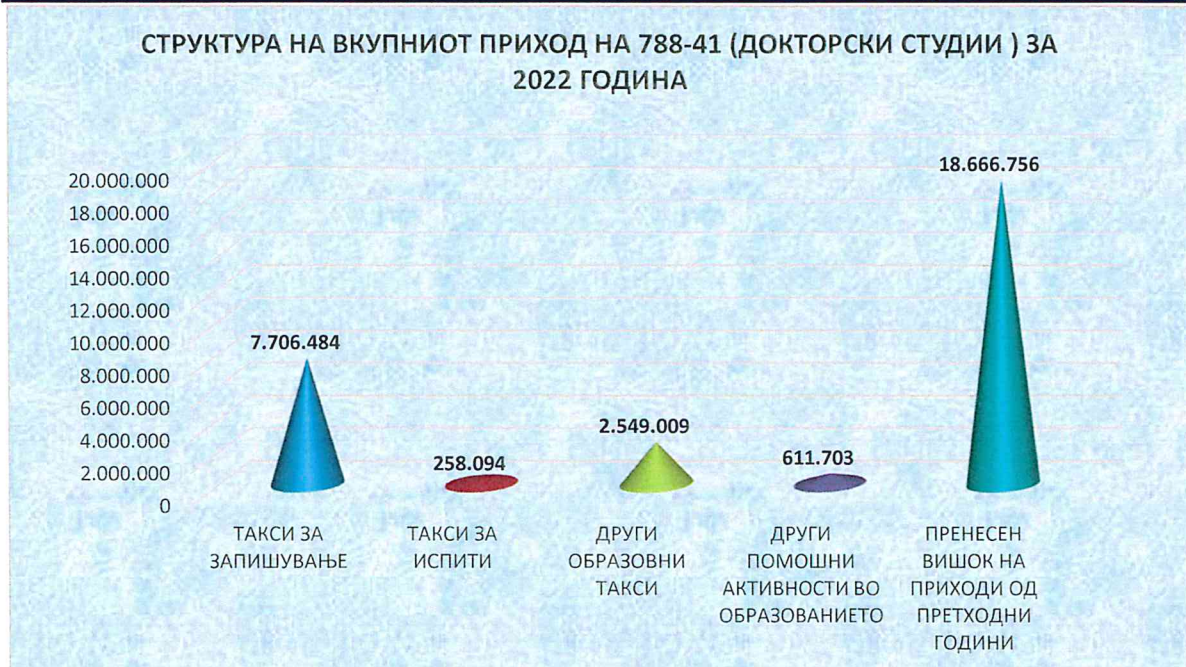 СТРУКТУРА НА ВКУПНИОТ ПРИХОД НА 788-41 (ДОКТОРСКИ СТУДИИ ) ЗА
2022 ГОДИНА
20.000.000
18.000.000
16.000.000
14.000.000
12.000.000
10.000.000
8.000.000
6.000.000
4.000.000
2.000.000
0
7.706.484
258.094
2.549.009
611.703
18.666.756
ТАКСИ ЗА
ЗАПИШУВАЊЕ
ТАКСИ ЗА
ИСПИТИ
ДРУГИ
ОБРАЗОВНИ
ТАКСИ
ДРУГИ
ПОМОШНИ
АКТИВНОСТИ ВО
ОБРАЗОВАНИЕТО
ПРЕНЕСЕН
ВИШОК НА
ПРИХОДИ ОД
ПРЕТХОДНИ
ГОДИНИ